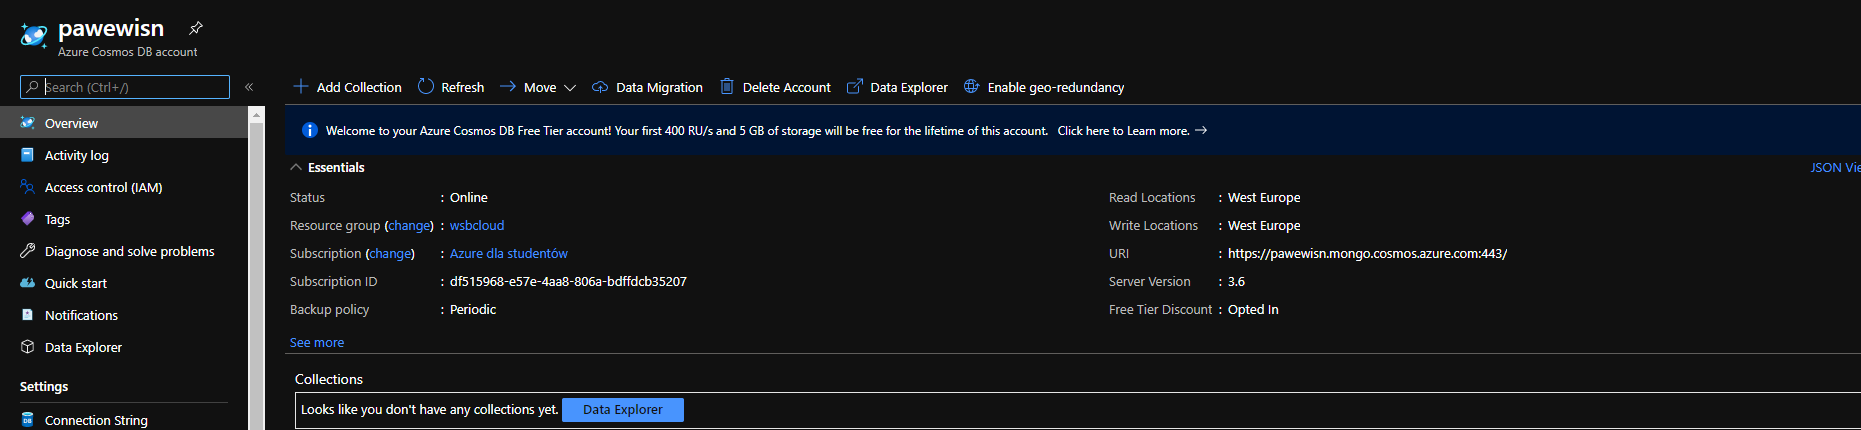 pawewisn
Azure Cosmos DB account
Search (Ctrl+/)
«
Overview
Activity log
Access control (IAM)
Tags
Diagnose and solve problems
Quick start
Notifications
Data Explorer
Settings
Connection String
Add Collection Refresh Move Data Migration Delete Account Data Explorer Enable geo-redundancy
Welcome to your Azure Cosmos DB Free Tier account! Your first 400 RU/s and 5 GB of storage will be free for the lifetime of this account. Click here to Learn more. →
Essentials
JSON Vie
Status : Online
Resource group (change) : wsbcloud
Subscription (change) : Azure dla studentów
Subscription ID : df515968-e57e-4aa8-806a-bdffdcb35207
Backup policy : Periodic
See more
Read Locations : West Europe
Write Locations : West Europe
URI : https://pawewisn.mongo.cosmos.azure.com:443/
Server Version : 3.6
Free Tier Discount : Opted In
Collections
Looks like you don't have any collections yet. Data Explorer